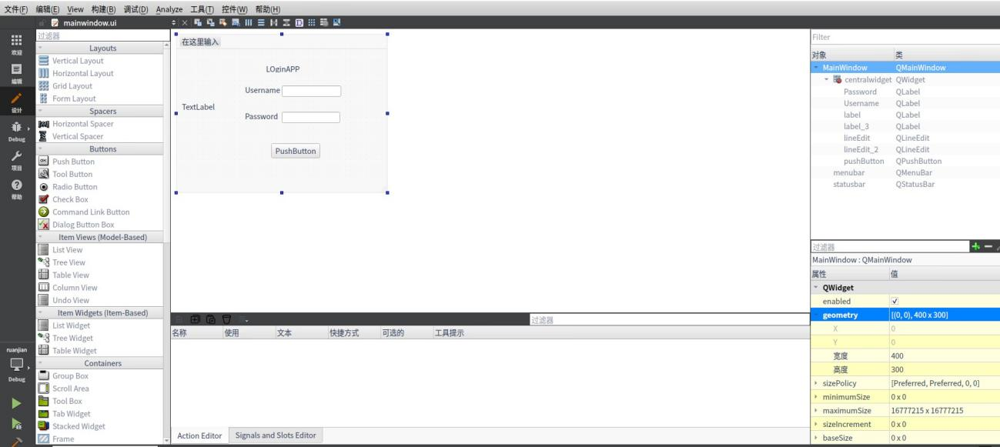 文件(F) 编辑(E) View 构建(B) 调试(D) Analyze 工具(T) 控件(W) 帮助(H)
mainwindow.ui
欢迎
编辑
设计
Debug
项目
帮助
ruanjian
Debug
过滤器
Layouts
Vertical Layout
Horizontal Layout
Grid Layout
Form Layout
Spacers
Horizontal Spacer
Vertical Spacer
Buttons
Push Button
Tool Button
Radio Button
Check Box
Command Link Button
Dialog Button Box
Item Views (Model-Based)
List View
Tree View
Table View
Column View
Undo View
Item Widgets (Item-Based)
List Widget
Tree Widget
Table Widget
Containers
Group Box
Scroll Area
Tool Box
Tab Widget
Stacked Widget
Frame
在这里输入
LOginAPP
Username
TextLabel
Password
PushButton
过滤器
名称 使用 文本 快捷方式 可选的 工具提示
Action Editor Signals and Slots Editor
Filter
对象 类
MainWindow QMainWindow
centralwidget QWidget
Password QLabel
Username QLabel
label QLabel
label_3 QLabel
lineEdit QLineEdit
lineEdit_2 QLineEdit
pushButton QPushButton
menubar QMenuBar
statusbar QStatusBar
过滤器
MainWindow : QMainWindow
属性 值
QWidget
enabled
geometry [(0, 0), 400 x 300]
X 0
Y 0
宽度 400
高度 300
sizePolicy [Preferred, Preferred, 0, 0]
minimumSize 0 x 0
maximumSize 16777215 x 16777215
sizeIncrement 0 x 0
baseSize 0 x 0